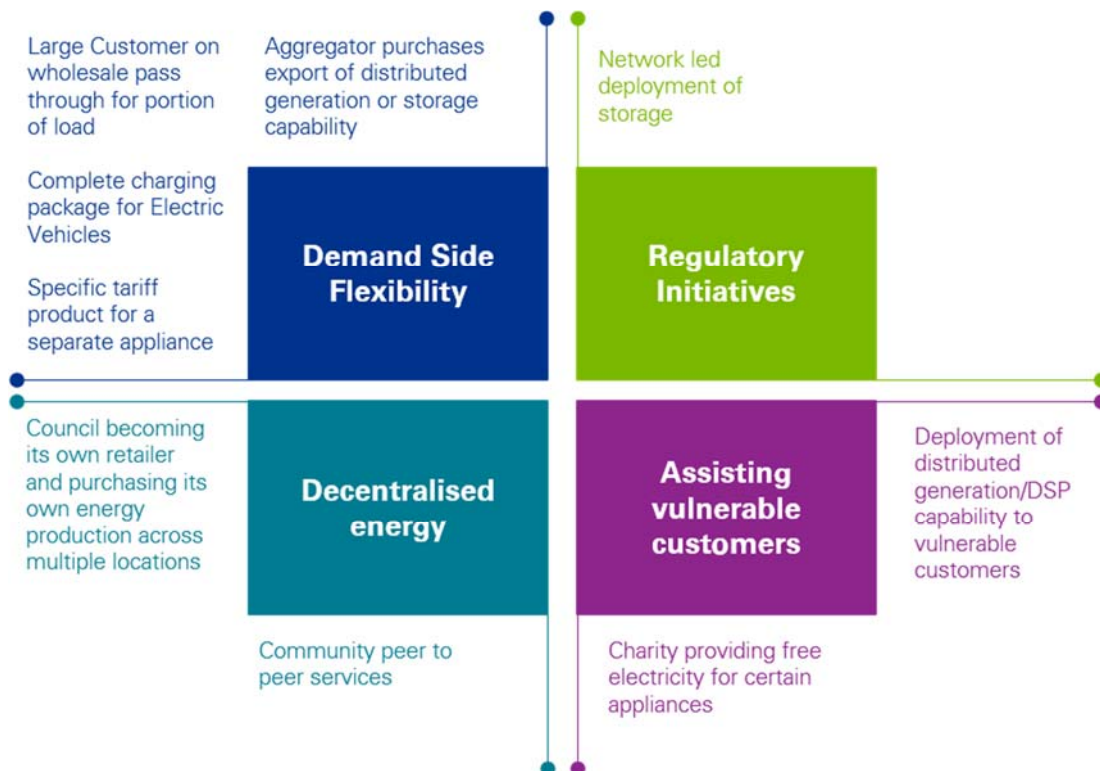 Large Customer on
wholesale pass
through for portion
of load
Aggregator purchases
export of distributed
generation or storage
capability
Network led
deployment of
storage
Complete charging
package for Electric
Vehicles
Specific tariff
product for a
separate appliance
Demand Side
Flexibility
Regulatory
Initiatives
Council becoming
its own retailer
and purchasing its
own energy
production across
multiple locations
Decentralised
energy
Assisting
vulnerable
customers
Deployment of
distributed
generation/DSP
capability to
vulnerable
customers
Community peer to
peer services
Charity providing free
electricity for certain
appliances